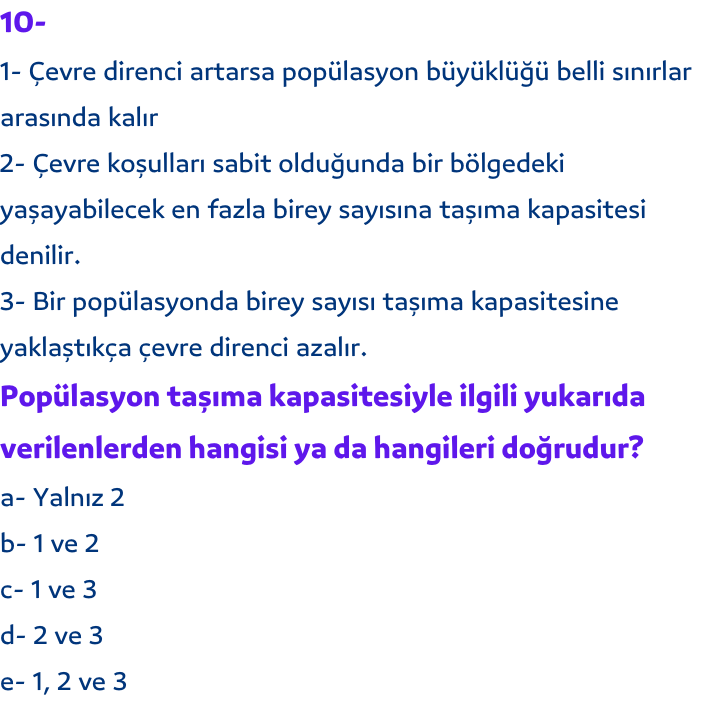 10-
1- Çevre direnci artarsa popülasyon büyüklüğü belli sınırlar
arasında kalır
2- Çevre koşulları sabit olduğunda bir bölgedeki
yaşayabilecek en fazla birey sayısına taşıma kapasitesi
denilir.
3- Bir popülasyonda birey sayısı taşıma kapasitesine
yaklaştıkça çevre direnci azalır.
Popülasyon taşıma kapasitesiyle ilgili yukarıda
verilenlerden hangisi ya da hangileri doğrudur?
a- Yalnız 2
b- 1 ve 2
c- 1 ve 3
d- 2 ve 3
e- 1, 2 ve 3